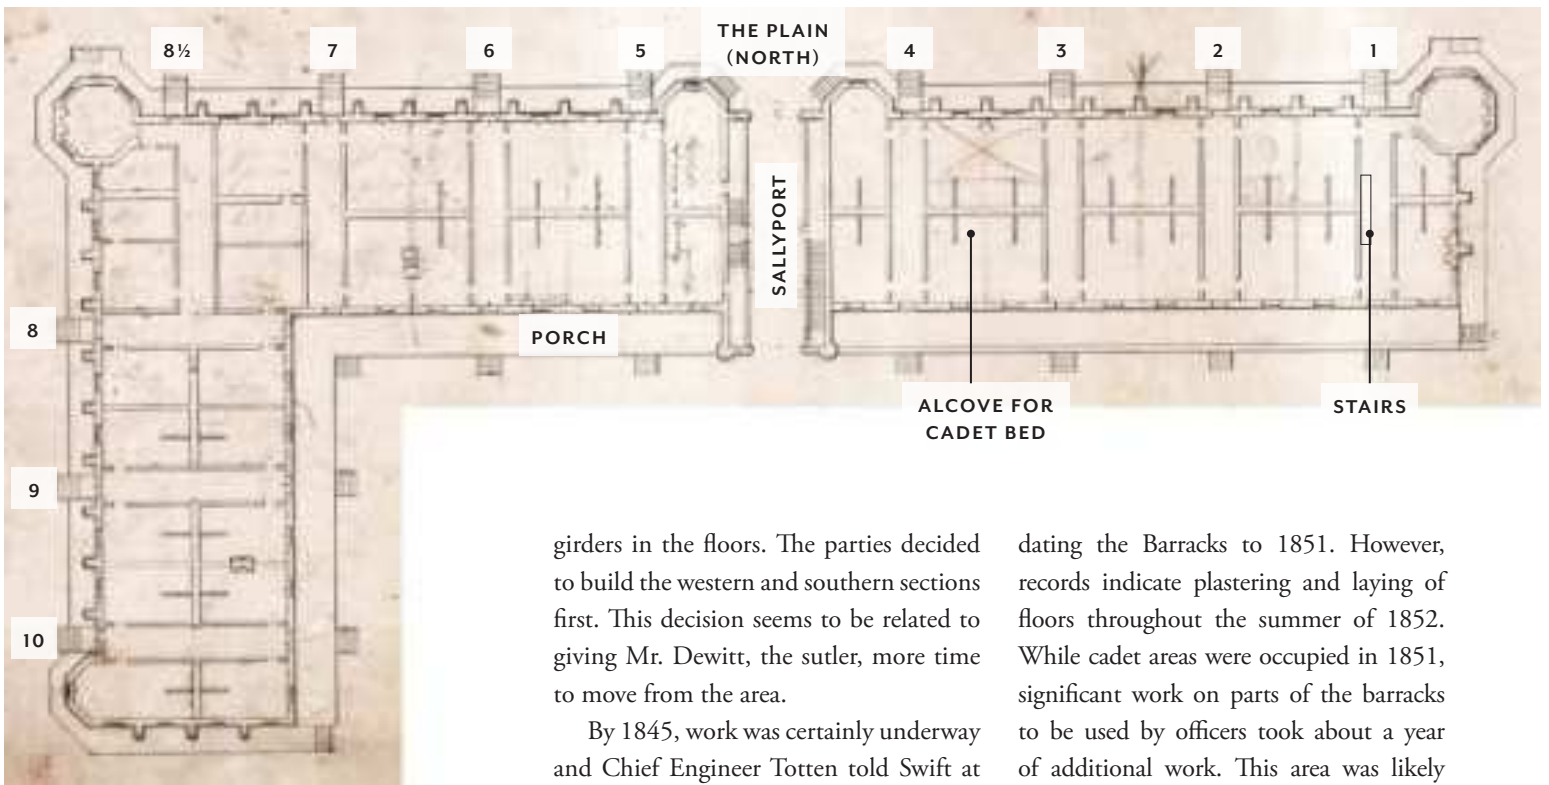 8½
7
6
5
THE PLAIN
(NORTH)
4
3
2
1
SALLYPORT
8
PORCH
ALCOVE FOR
CADET BED
STAIRS
9
10
girders in the floors. The parties decided
to build the western and southern sections
first. This decision seems to be related to
giving Mr. Dewitt, the sutler, more time
to move from the area.
By 1845, work was certainly underway
and Chief Engineer Totten told Swift at
dating the Barracks to 1851. However,
records indicate plastering and laying of
floors throughout the summer of 1852.
While cadet areas were occupied in 1851,
significant work on parts of the barracks
to be used by officers took about a year
of additional work. This area was likely